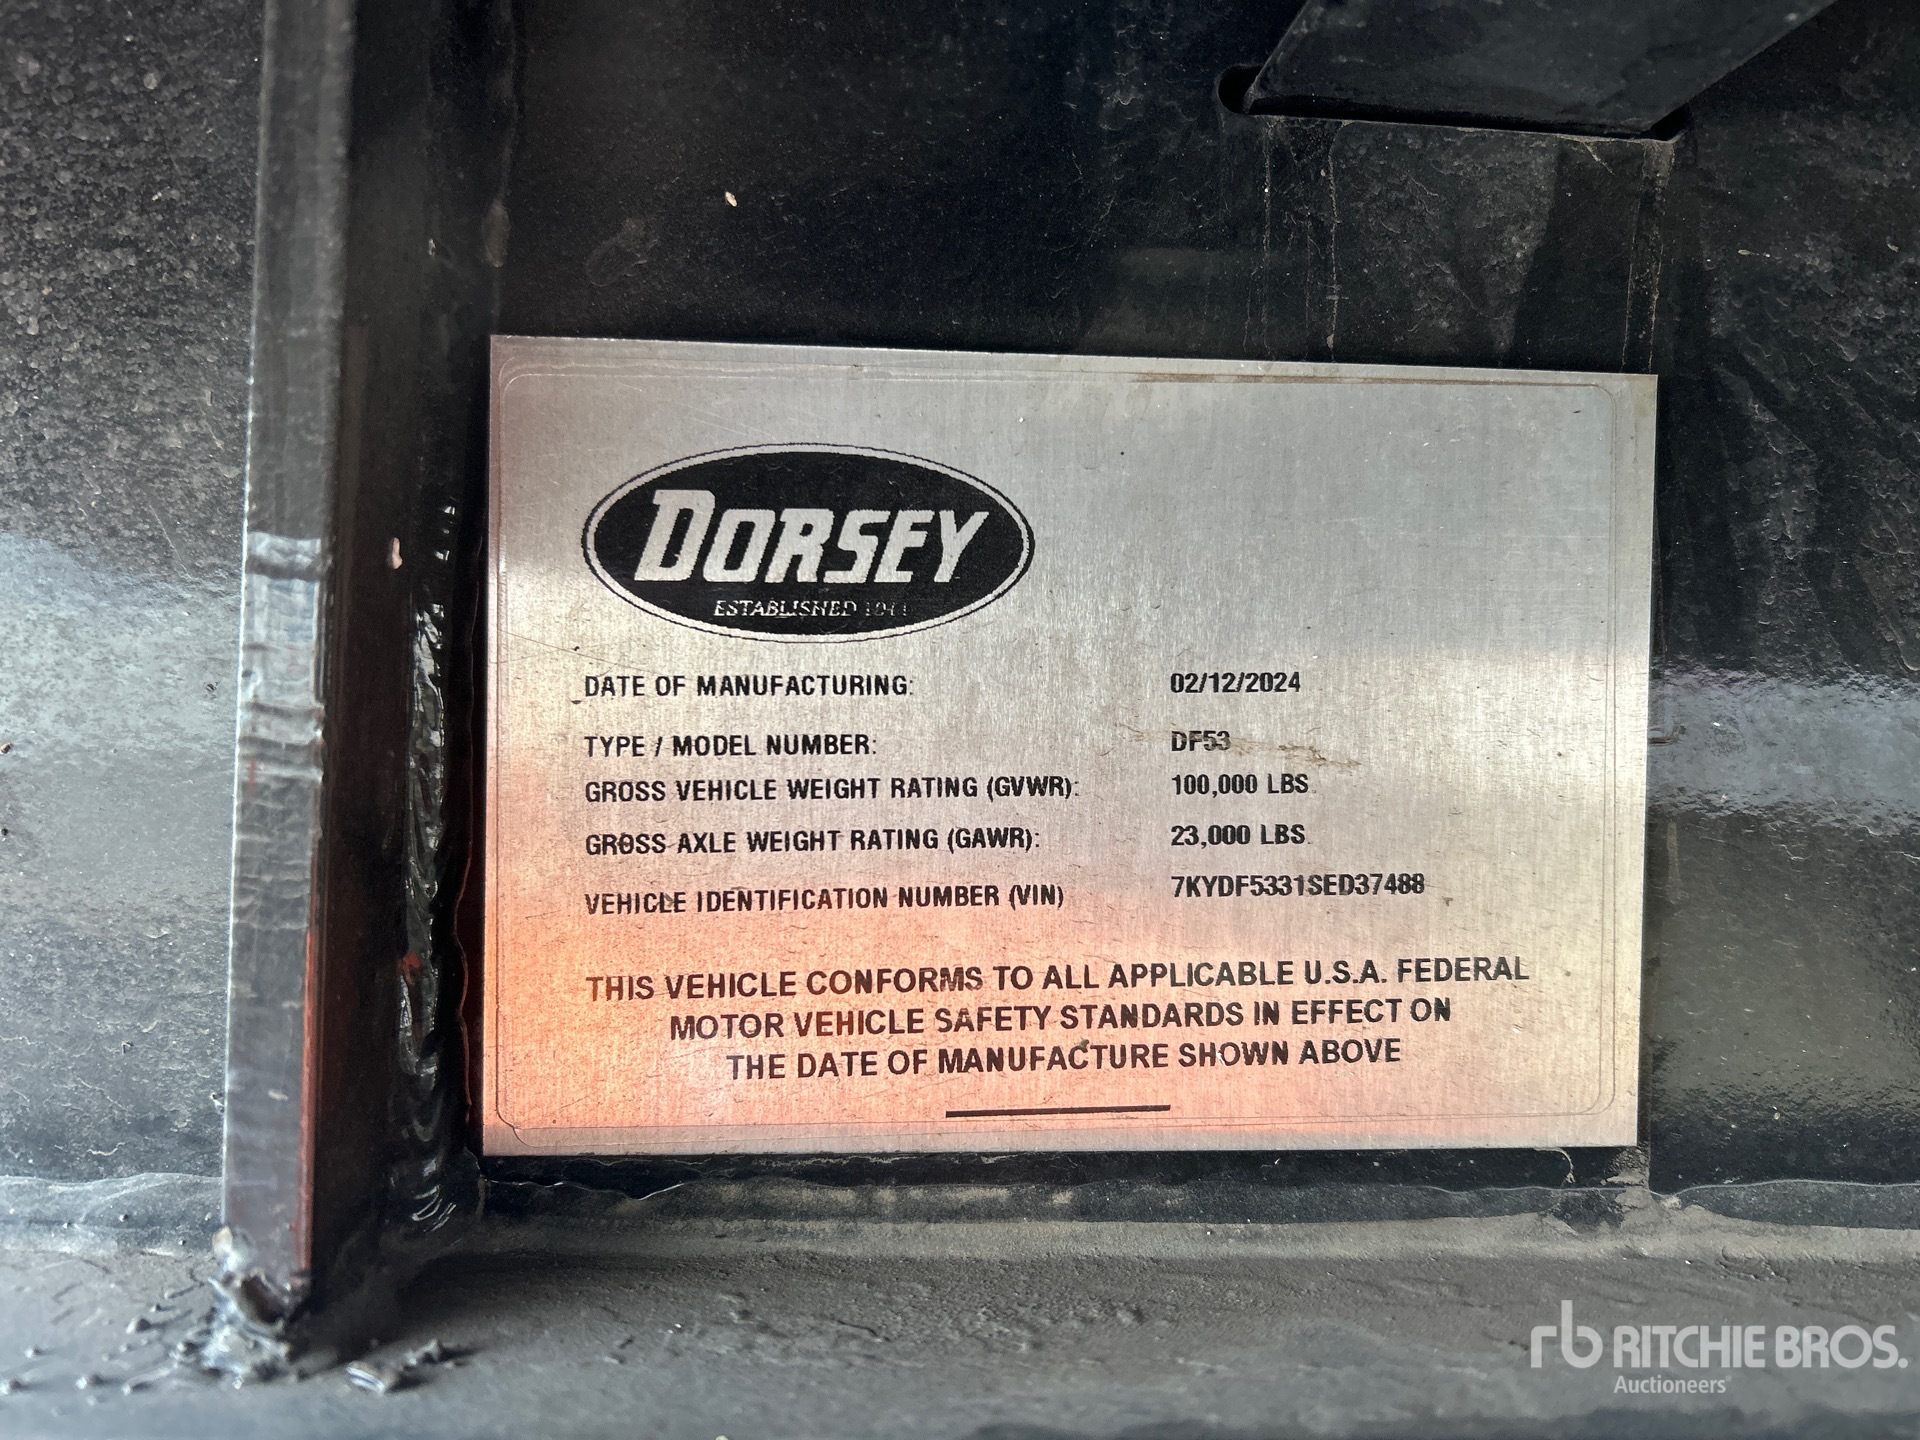 DORSEY
ESTABLISHED
DATE OF MANUFACTURING: 02/12/2024
TYPE / MODEL NUMBER: DF53
GROSS VEHICLE WEIGHT RATING (GVWR): 100,000 LBS.
GROSS AXLE WEIGHT RATING (GAWR): 23,000 LBS.
VEHICLE IDENTIFICATION NUMBER (VIN) 7KYDF5331SED37488
THIS VEHICLE CONFORMS TO ALL APPLICABLE U.S.A. FEDERAL
MOTOR VEHICLE SAFETY STANDARDS IN EFFECT ON
THE DATE OF MANUFACTURE SHOWN ABOVE
rb RITCHIE BROS.
Auctioneers